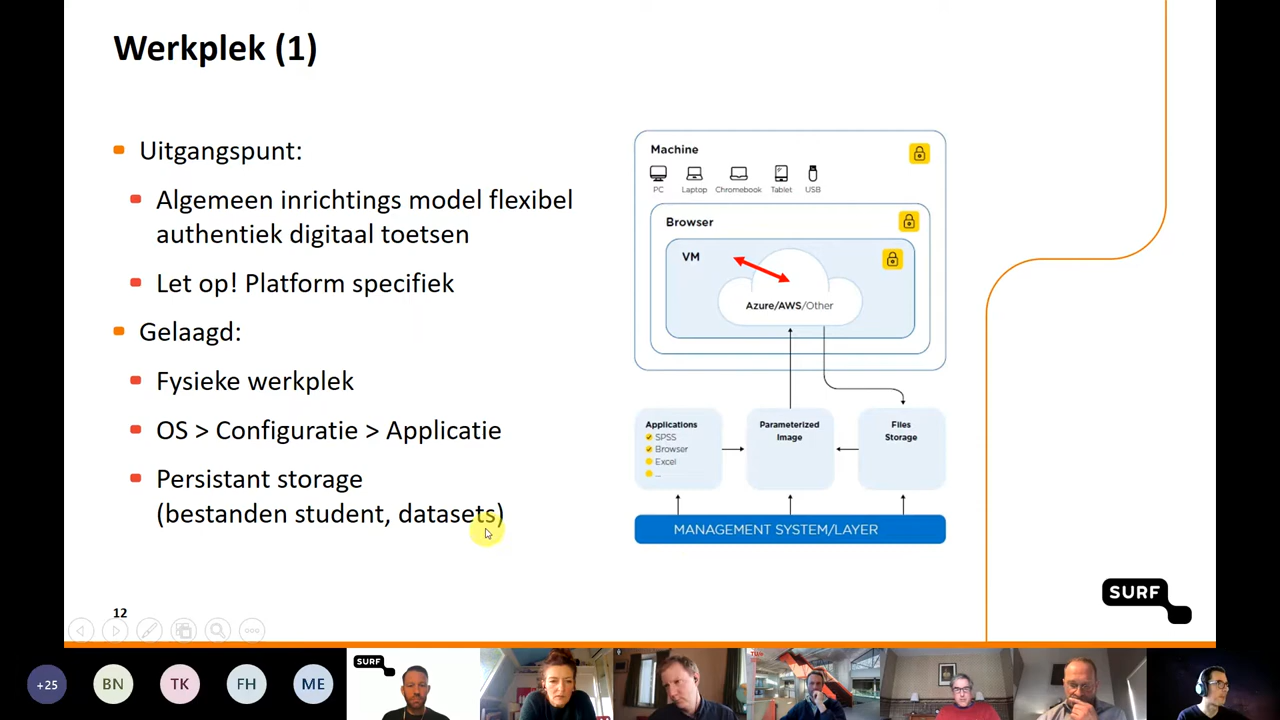 Werkplek (1)
Uitgangspunt:
Algemeen inrichtings model flexibel
authentiek digitaal toetsen
Let op! Platform specifiek
Gelaagd:
Fysieke werkplek
OS > Configuratie > Applicatie
Persistant storage
(bestanden student, datasets)
Machine
PC Laptop Chromebook Tablet USB
Browser
VM
Azure/AWS/Other
Applications
SPSS
Browser
Excel
...
Parameterized
Image
Files
Storage
MANAGEMENT SYSTEM/LAYER
12
SURF
+25 BN TK FH ME
SURF